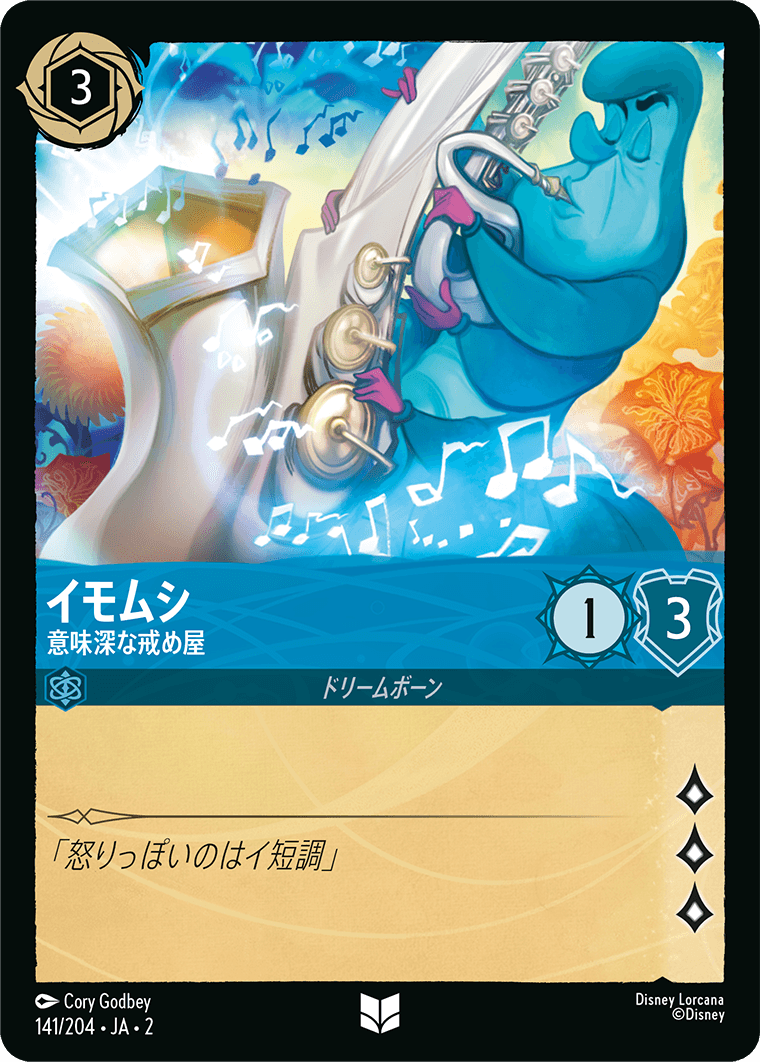 3
イモムシ
意味深な戒め屋
1
3
ドリームボーン
「怒りっぽいのはイ短調」
Cory Godbey
141/204 • JA • 2
Disney Lorcana
©Disney